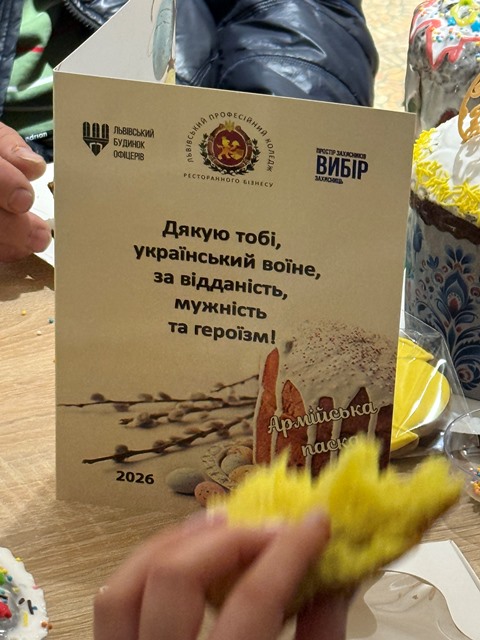 ЛЬВІВСЬКИЙ
БУДИНОК
ОФІЦЕРІВ
ЛЬВІВСЬКИЙ ПРОФЕСІЙНИЙ КОЛЕДЖ
РЕСТОРАННОГО БІЗНЕСУ
ПРОСТІР ЗАХИСНИКІВ
ВИБІР
ЗАХИСНИЦЬ
Дякую тобі,
український воїне,
за відданість,
мужність
та героїзм!
Армійська
паска
2026